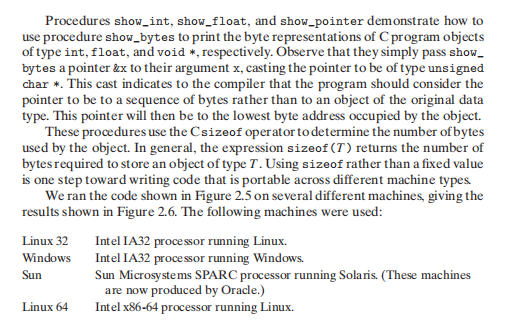 Procedures show_int, show_float, and show_pointer demonstrate how to
use procedure show_bytes to print the byte representations of C program objects
of type int, float, and void *, respectively. Observe that they simply pass show_
bytes a pointer &x to their argument x, casting the pointer to be of type unsigned
char *. This cast indicates to the compiler that the program should consider the
pointer to be to a sequence of bytes rather than to an object of the original data
type. This pointer will then be to the lowest byte address occupied by the object.
These procedures use the C sizeof operator to determine the number of bytes
used by the object. In general, the expression sizeof(T) returns the number of
bytes required to store an object of type T. Using sizeof rather than a fixed value
is one step toward writing code that is portable across different machine types.
We ran the code shown in Figure 2.5 on several different machines, giving the
results shown in Figure 2.6. The following machines were used:
Linux 32 Intel IA32 processor running Linux.
Windows Intel IA32 processor running Windows.
Sun Sun Microsystems SPARC processor running Solaris. (These machines
are now produced by Oracle.)
Linux 64 Intel x86-64 processor running Linux.